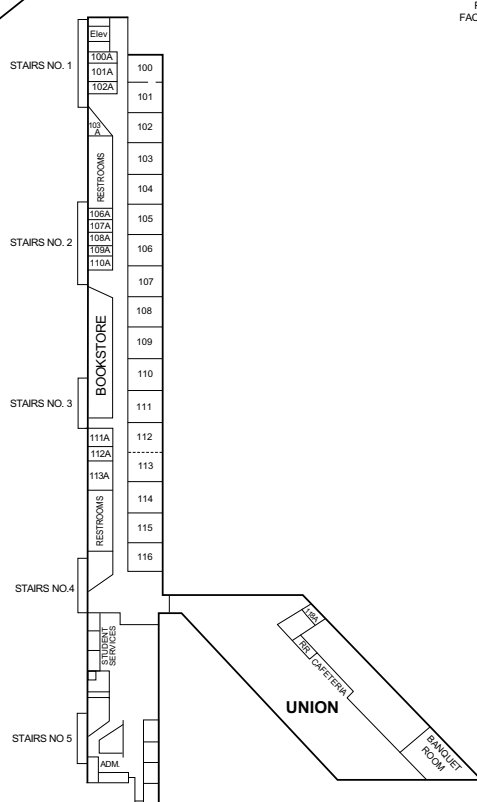 FAC
Elev
STAIRS NO. 1
100A
101A
102A
100
101
102
103
A
103
RESTROOMS
104
105
106A
107A
108A
109A
110A
STAIRS NO. 2
106
107
108
BOOKSTORE
109
110
STAIRS NO. 3
111
111A
112A
113A
112
113
RESTROOMS
114
115
116
STAIRS NO.4
118A
STUDENT
SERVICES
RR.
CAFETERIA
UNION
STAIRS NO 5
BANQUET
ROOM
ADM.